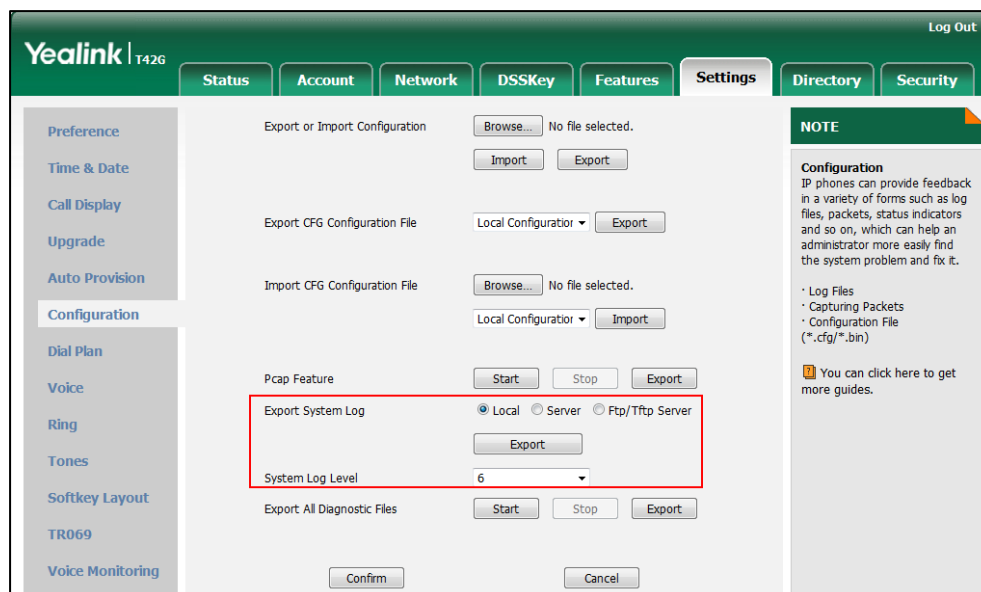 Log Out
Yealink T42G
Status Account Network DSSKey Features Settings Directory Security
Preference
Time & Date
Call Display
Upgrade
Auto Provision
Configuration
Dial Plan
Voice
Ring
Tones
Softkey Layout
TR069
Voice Monitoring
Export or Import Configuration Browse... No file selected.
Import Export
Export CFG Configuration File Local Configuration Export
Import CFG Configuration File Browse... No file selected.
Local Configuration Import
Pcap Feature Start Stop Export
Export System Log Local Server Ftp/Tftp Server
Export
System Log Level 6
Export All Diagnostic Files Start Stop Export
Confirm Cancel
NOTE
Configuration
IP phones can provide feedback
in a variety of forms such as log
files, packets, status indicators
and so on, which can help an
administrator more easily find
the system problem and fix it.
· Log Files
· Capturing Packets
· Configuration File
(*.cfg/*.bin)
You can click here to get
more guides.